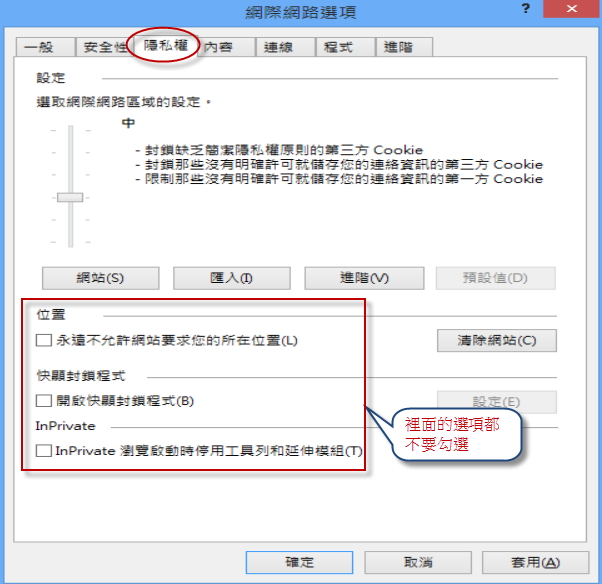 網際網路選項
?
一般 安全性 隱私權 內容 連線 程式 進階
設定
選取網際網路區域的設定。
中
- 封鎖缺乏簡潔隱私權原則的第三方 Cookie
- 封鎖那些沒有明確許可就儲存您的連絡資訊的第三方 Cookie
- 限制那些沒有明確許可就儲存您的連絡資訊的第一方 Cookie
網站(S) 匯入(I) 進階(V) 預設值(D)
位置
永遠不允許網站要求您的所在位置(L) 清除網站(C)
快顯封鎖程式
開啟快顯封鎖程式(B) 設定(E)
InPrivate
InPrivate 瀏覽啟動時停用工具列和延伸模組(T)
裡面的選項都
不要勾選
確定 取消 套用(A)